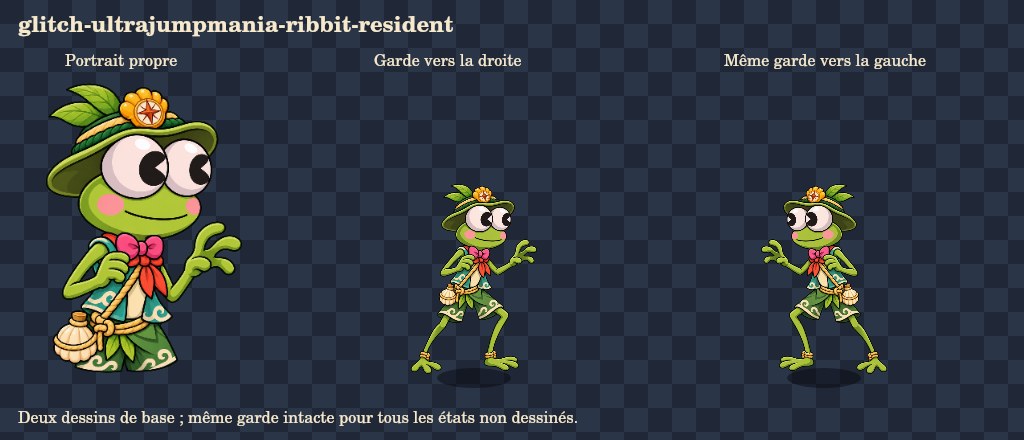 glitch-ultrajumpmania-ribbit-resident
Portrait propre
Garde vers la droite
Même garde vers la gauche
Deux dessins de base ; même garde intacte pour tous les états non dessinés.